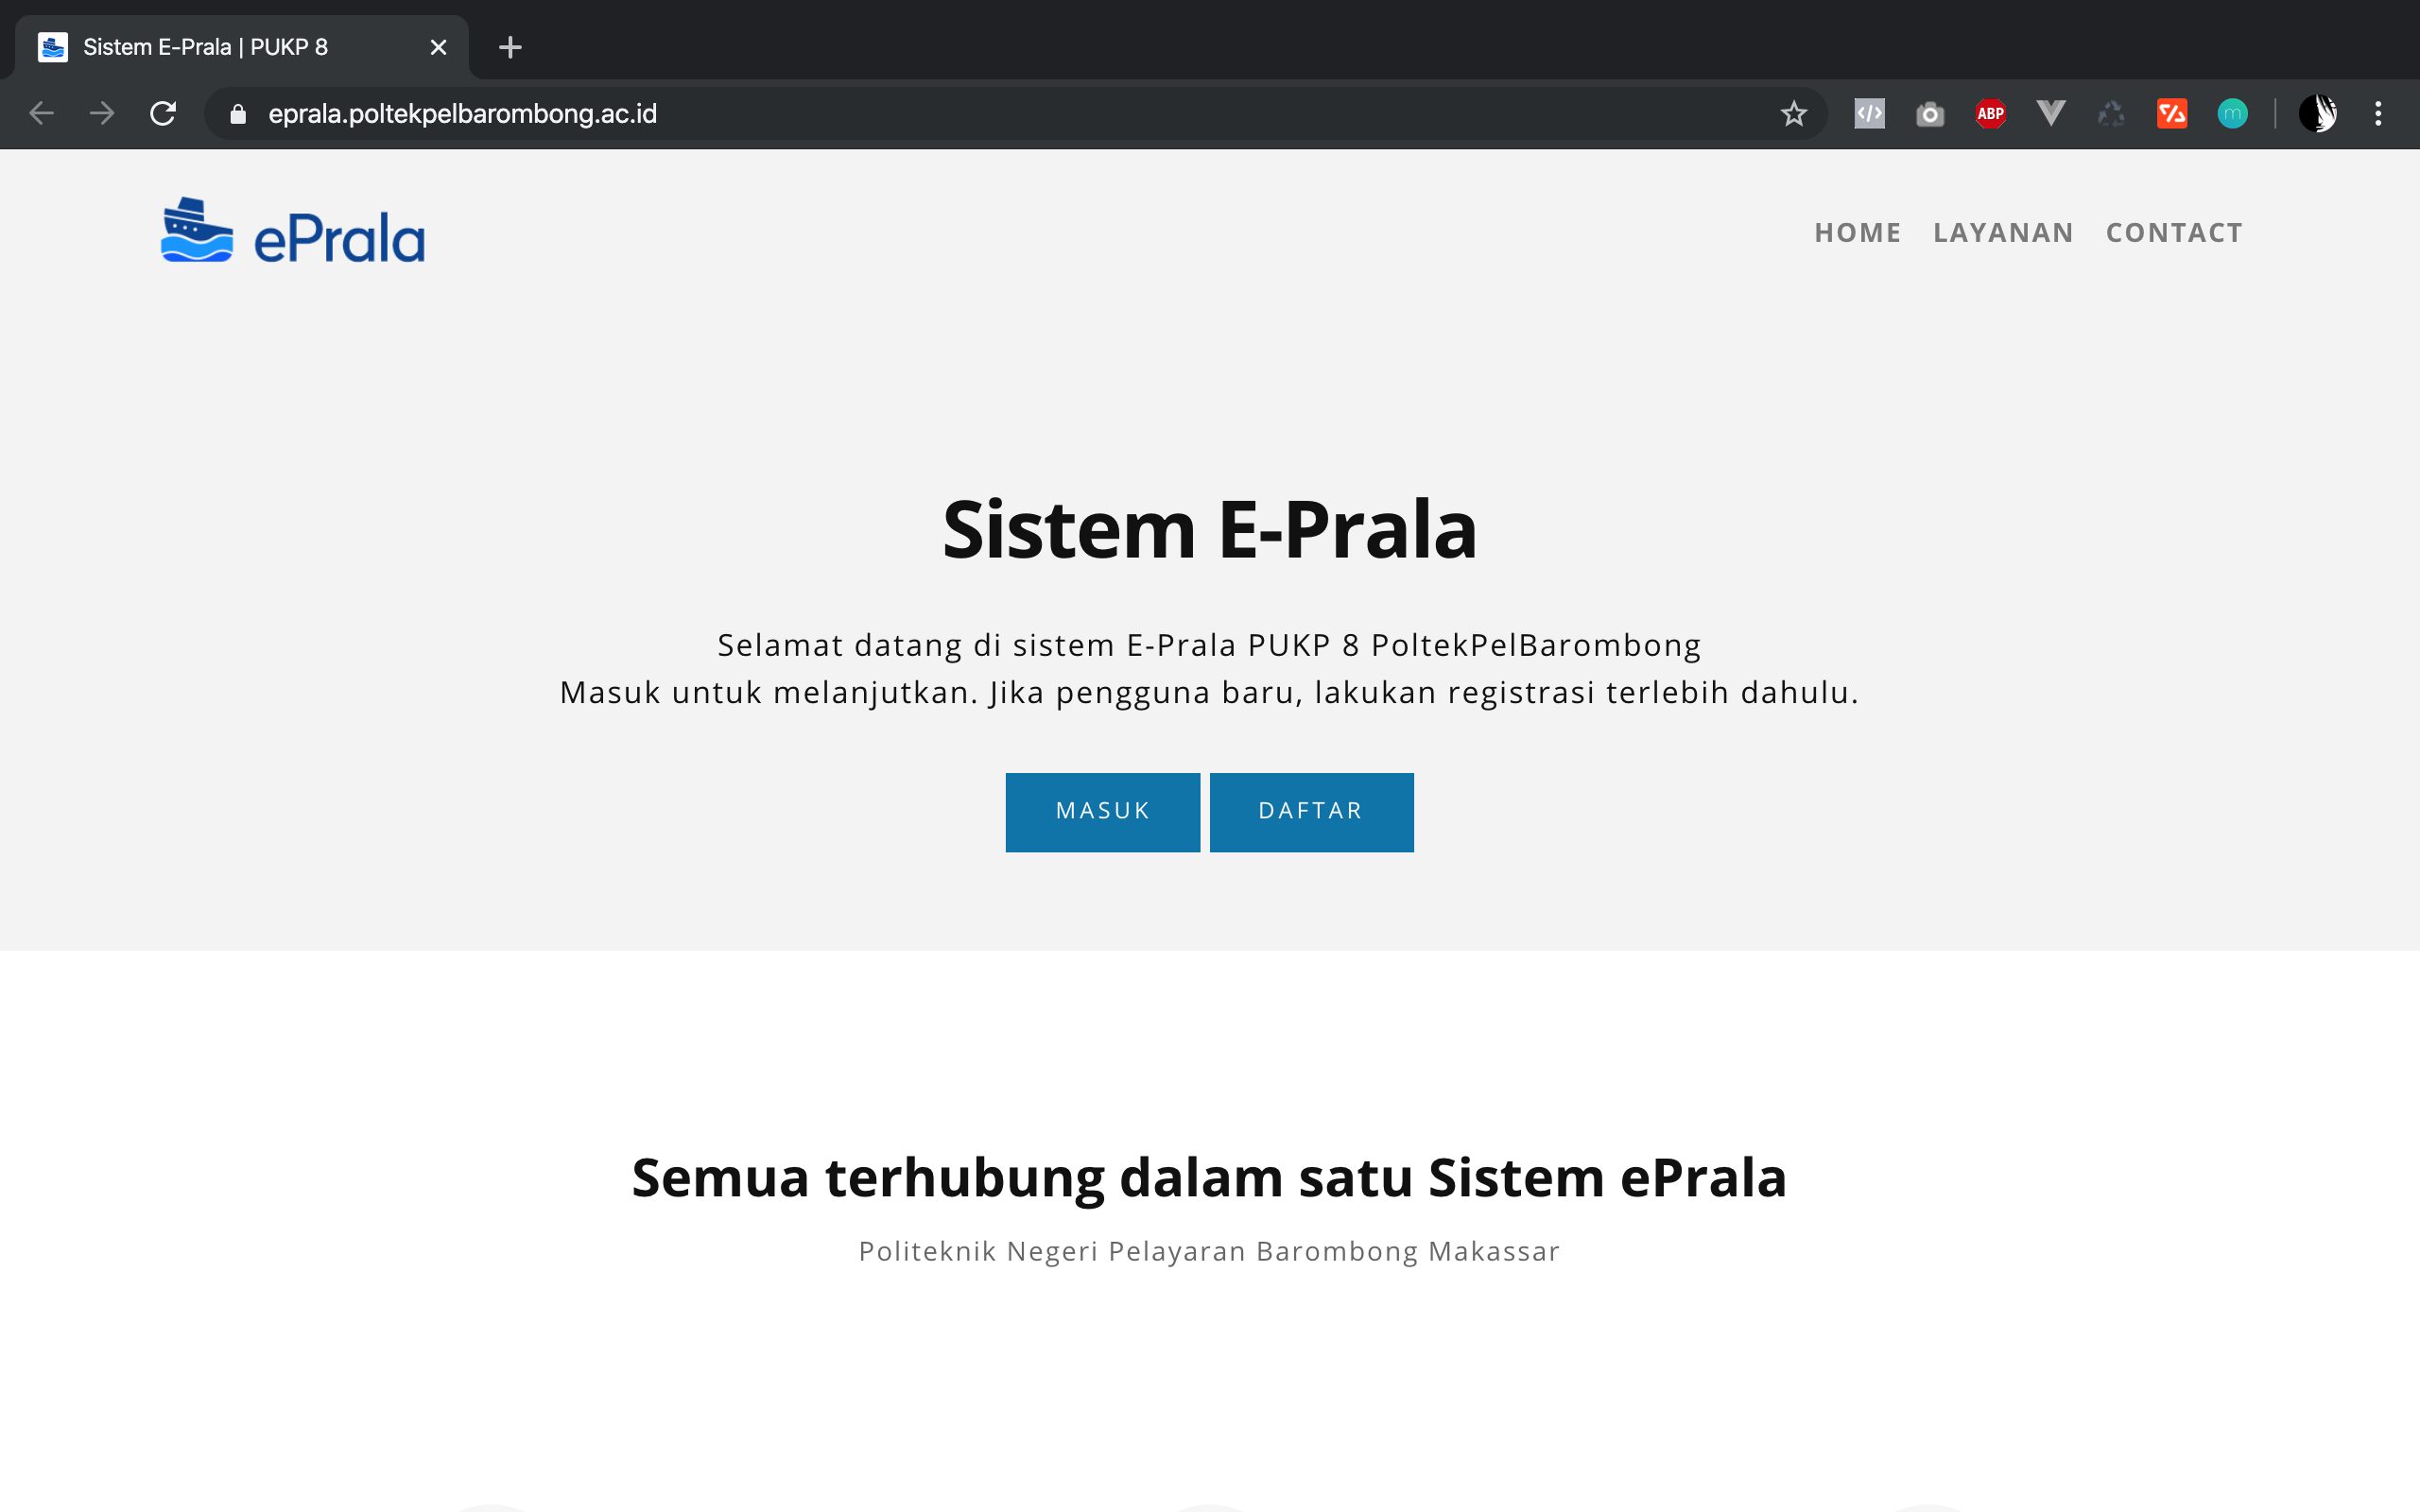 Sistem E-Prala | PUKP 8
eprala.poltekpelbarombong.ac.id
ABP
m
ePrala
HOME LAYANAN CONTACT
Sistem E-Prala
Selamat datang di sistem E-Prala PUKP 8 PoltekPelBarombong
Masuk untuk melanjutkan. Jika pengguna baru, lakukan registrasi terlebih dahulu.
MASUK DAFTAR
Semua terhubung dalam satu Sistem ePrala
Politeknik Negeri Pelayaran Barombong Makassar